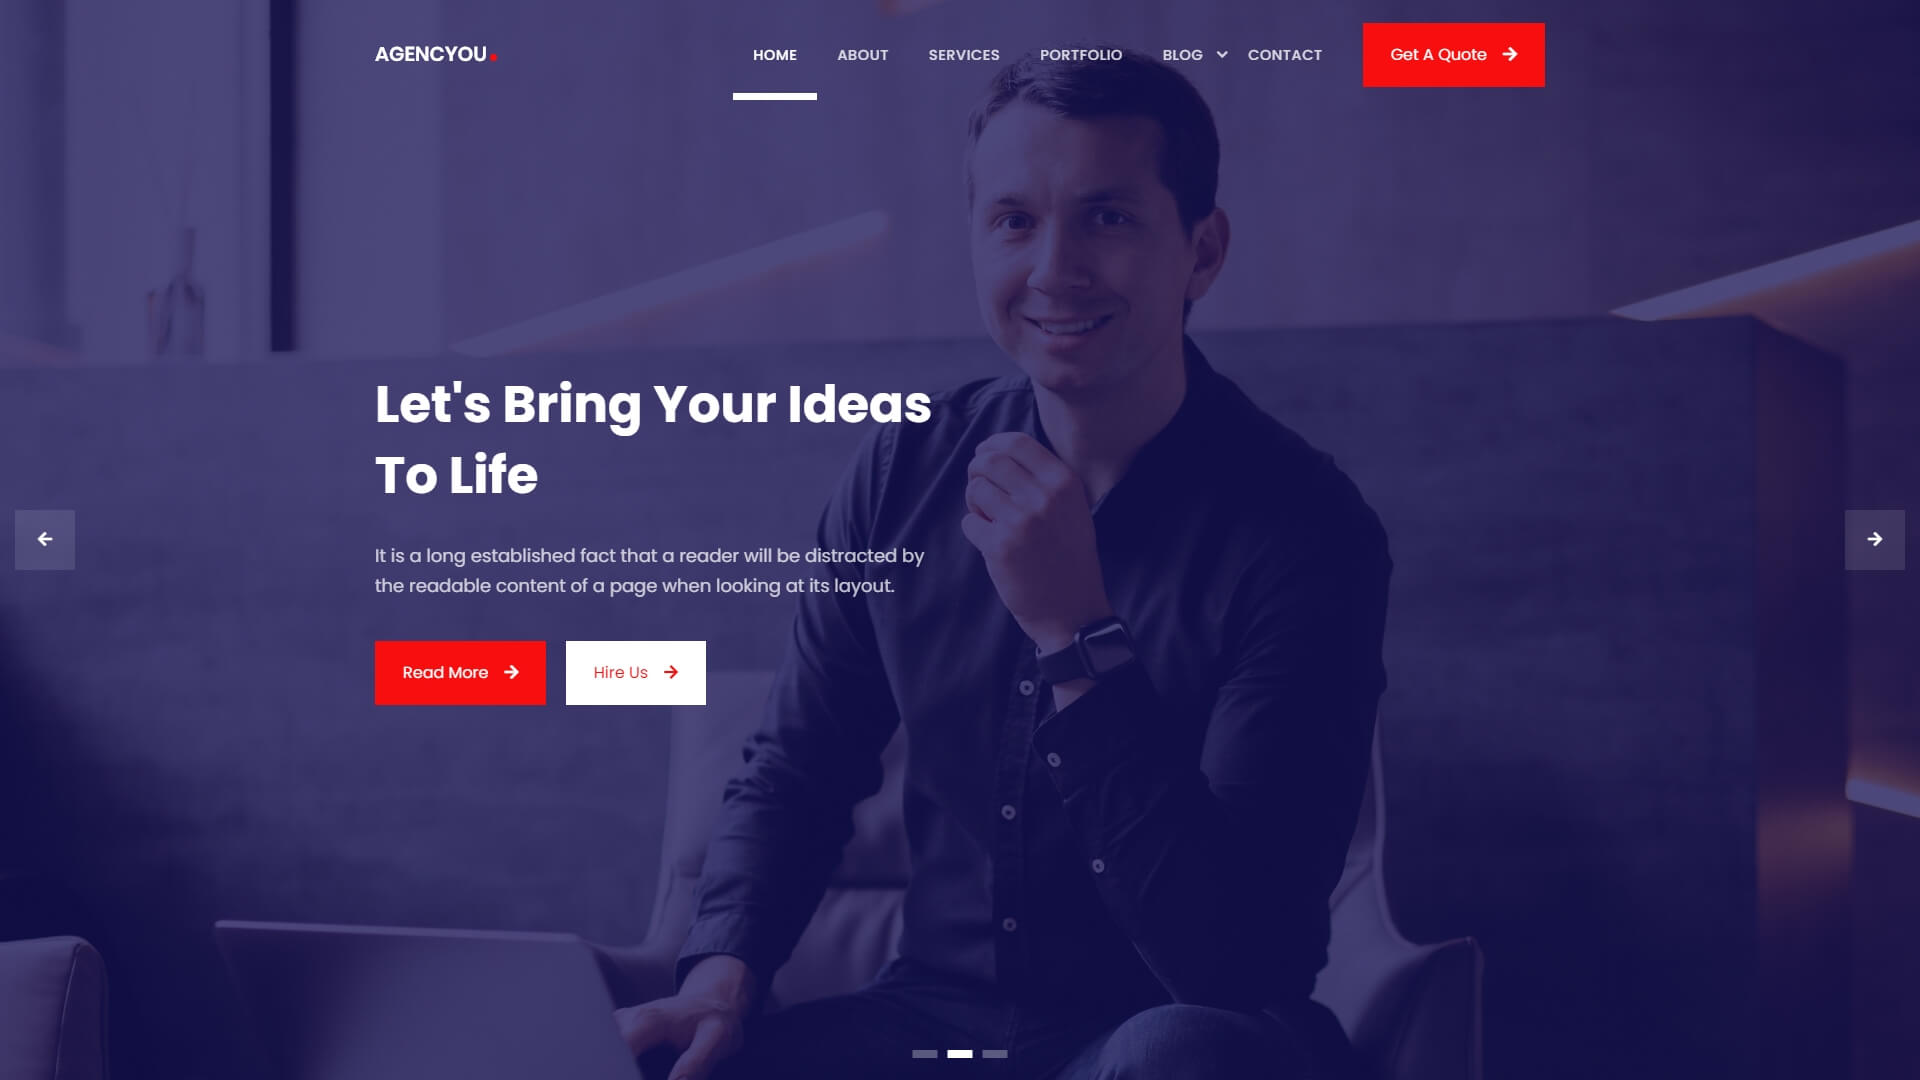 AGENCYOU.
HOME
ABOUT
SERVICES
PORTFOLIO
BLOG
CONTACT
Get A Quote
Let's Bring Your Ideas
To Life
It is a long established fact that a reader will be distracted by
the readable content of a page when looking at its layout.
Read More
Hire Us